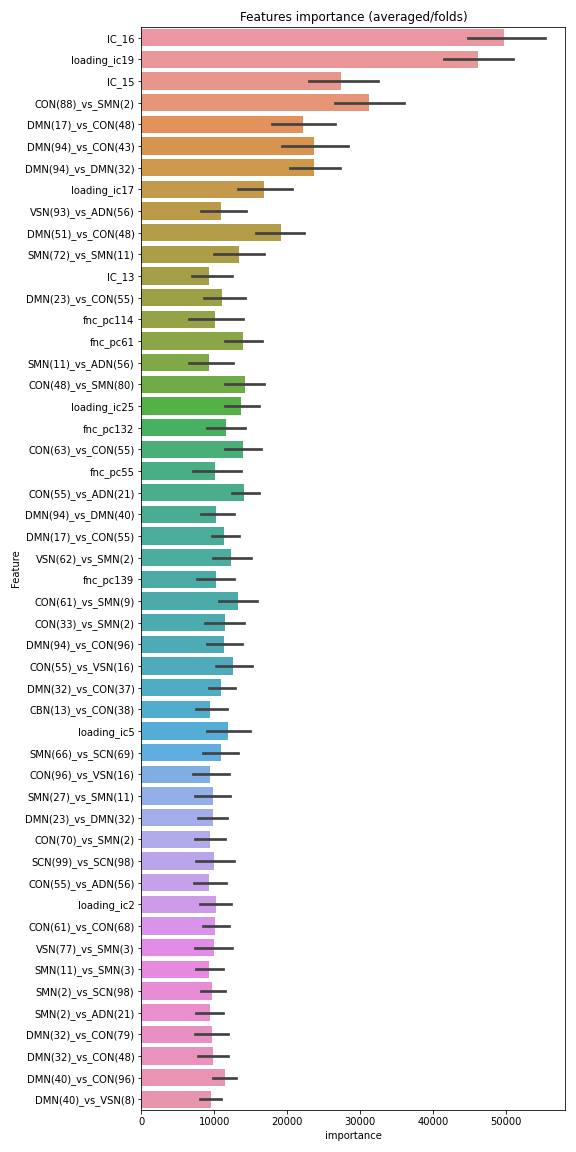 Features importance (averaged/folds)
IC_16
loading_ic19
IC_15
CON(88)_vs_SMN(2)
DMN(17)_vs_CON(48)
DMN(94)_vs_CON(43)
DMN(94)_vs_DMN(32)
loading_ic17
VSN(93)_vs_ADN(56)
DMN(51)_vs_CON(48)
SMN(72)_vs_SMN(11)
IC_13
DMN(23)_vs_CON(55)
fnc_pc114
fnc_pc61
SMN(11)_vs_ADN(56)
CON(48)_vs_SMN(80)
loading_ic25
fnc_pc132
CON(63)_vs_CON(55)
fnc_pc55
CON(55)_vs_ADN(21)
DMN(94)_vs_DMN(40)
DMN(17)_vs_CON(55)
VSN(62)_vs_SMN(2)
fnc_pc139
CON(61)_vs_SMN(9)
CON(33)_vs_SMN(2)
DMN(94)_vs_CON(96)
CON(55)_vs_VSN(16)
DMN(32)_vs_CON(37)
CBN(13)_vs_CON(38)
loading_ic5
SMN(66)_vs_SCN(69)
CON(96)_vs_VSN(16)
SMN(27)_vs_SMN(11)
DMN(23)_vs_DMN(32)
CON(70)_vs_SMN(2)
SCN(99)_vs_SCN(98)
CON(55)_vs_ADN(56)
loading_ic2
CON(61)_vs_CON(68)
VSN(77)_vs_SMN(3)
SMN(11)_vs_SMN(3)
SMN(2)_vs_SCN(98)
SMN(2)_vs_ADN(21)
DMN(32)_vs_CON(79)
DMN(32)_vs_CON(48)
DMN(40)_vs_CON(96)
DMN(40)_vs_VSN(8)
Feature
0 10000 20000 30000 40000 50000
importance